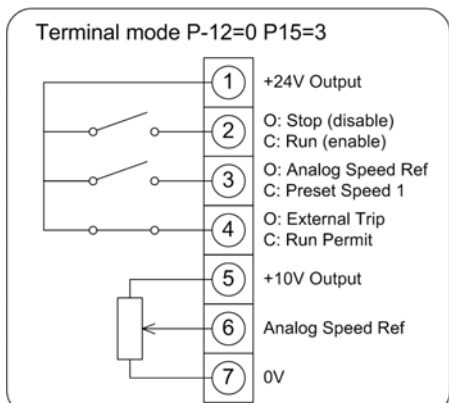 Terminal mode P-12=0 P15=3
1 +24V Output
2 O: Stop (disable)
C: Run (enable)
3 O: Analog Speed Ref
C: Preset Speed 1
4 O: External Trip
C: Run Permit
5 +10V Output
6 Analog Speed Ref
7 0V